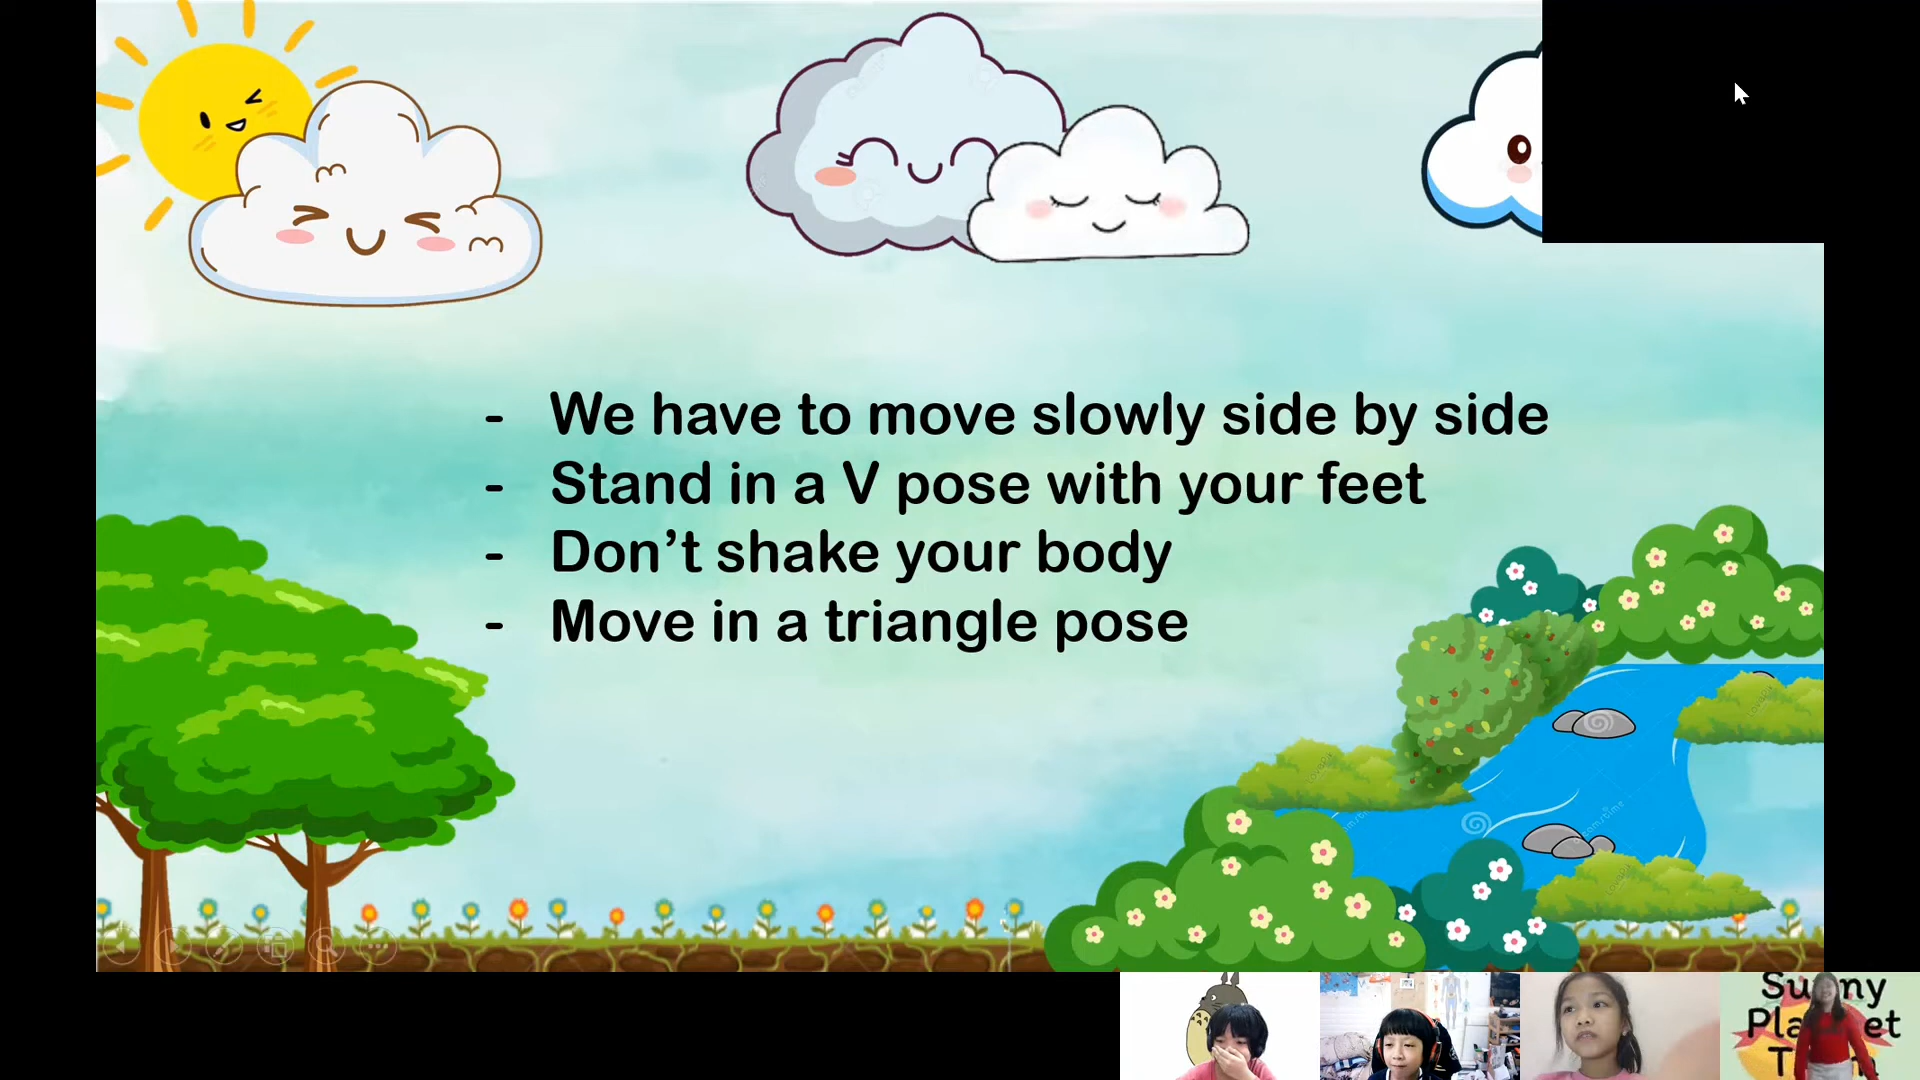 - We have to move slowly side by side
- Stand in a V pose with your feet
- Don’t shake your body
- Move in a triangle pose